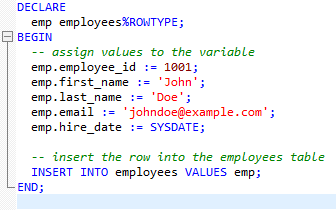 DECLARE
emp employees%ROWTYPE;
BEGIN
-- assign values to the variable
emp.employee_id := 1001;
emp.first_name := 'John';
emp.last_name := 'Doe';
emp.email := 'johndoe@example.com';
emp.hire_date := SYSDATE;
-- insert the row into the employees table
INSERT INTO employees VALUES emp;
END;